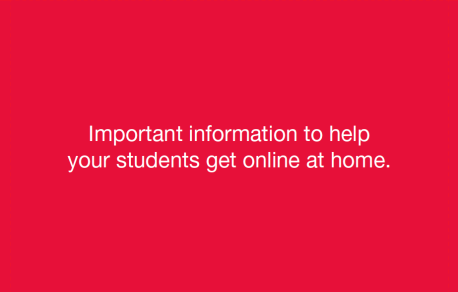 Important information to help
your students get online at home.